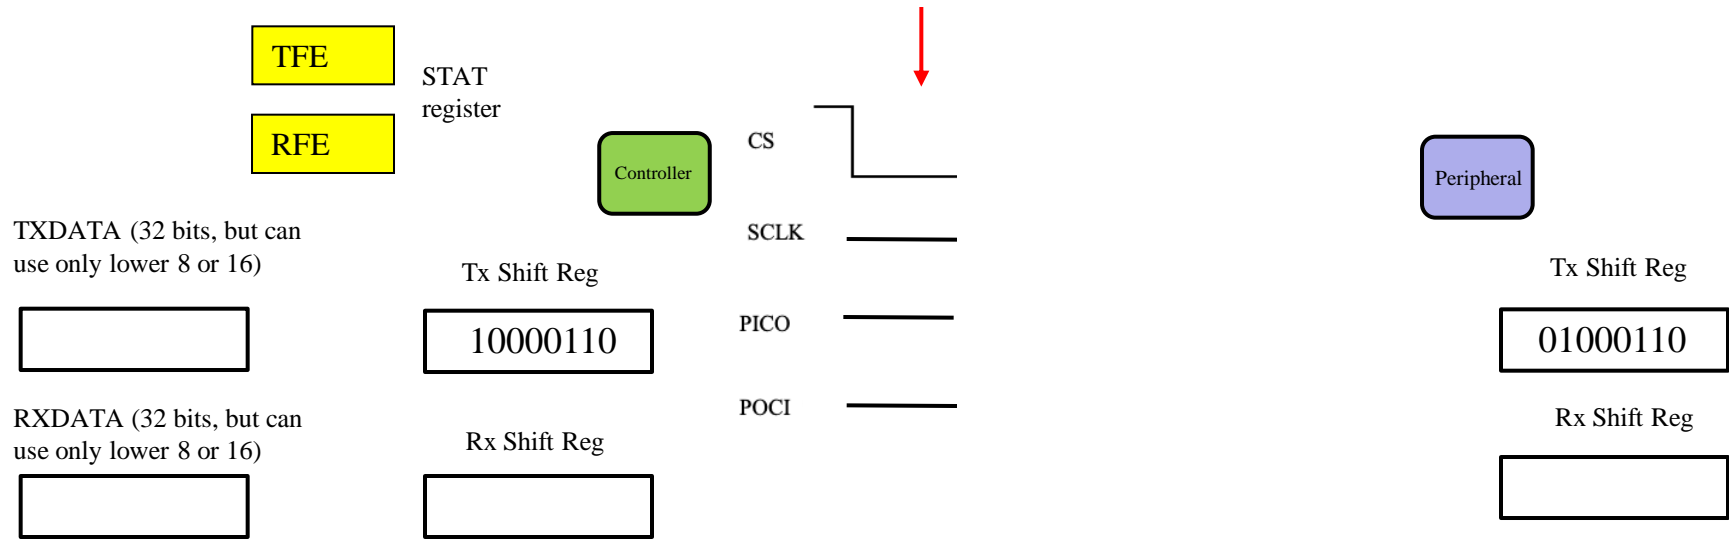 TFE
STAT
register
RFE
CS
Controller
Peripheral
TXDATA (32 bits, but can
use only lower 8 or 16)
SCLK
Tx Shift Reg
Tx Shift Reg
PICO
10000110
01000110
RXDATA (32 bits, but can
use only lower 8 or 16)
POCI
Rx Shift Reg
Rx Shift Reg